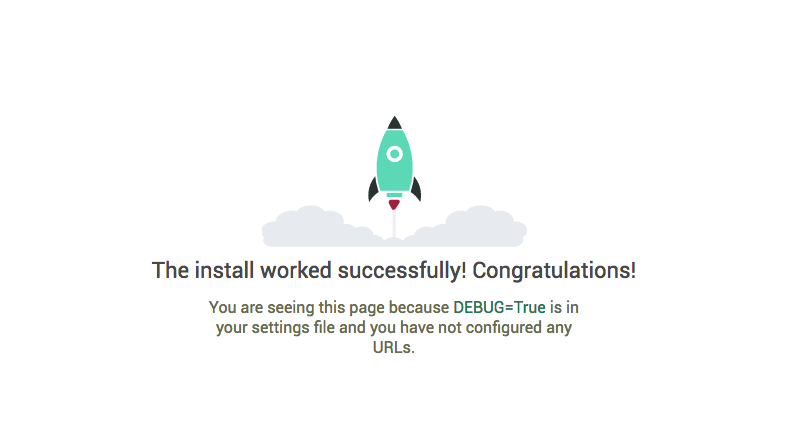 The install worked successfully! Congratulations!
You are seeing this page because DEBUG=True is in
your settings file and you have not configured any
URLs.